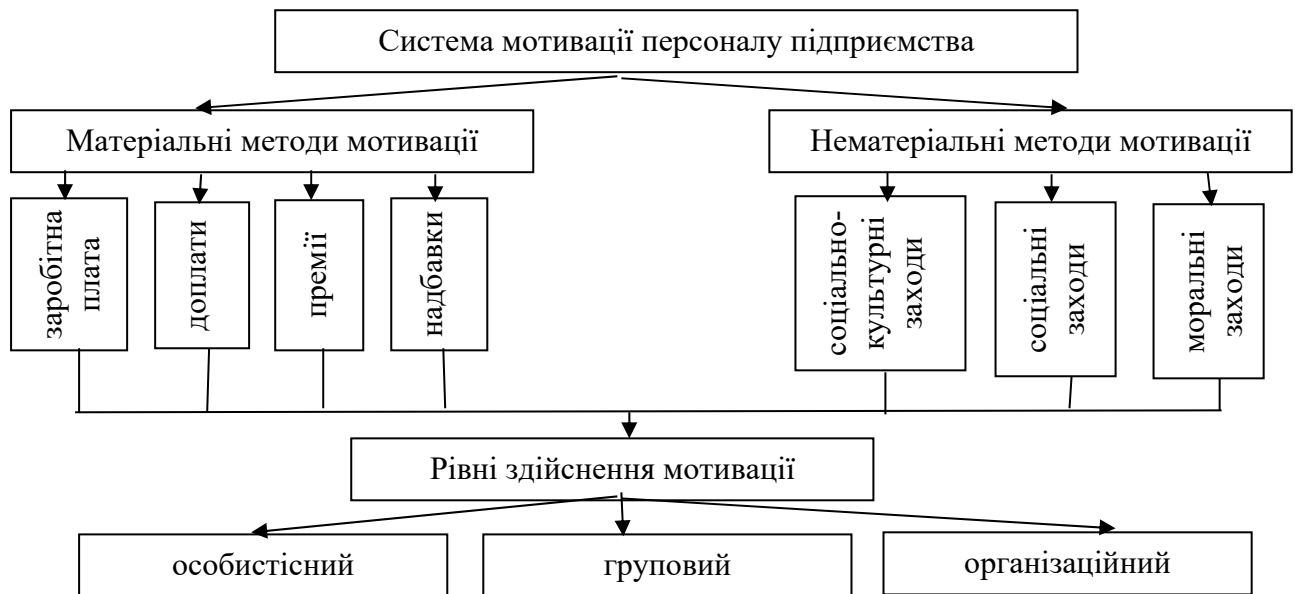 Система мотивації персоналу підприємства
Матеріальні методи мотивації
Нематеріальні методи мотивації
заробітна
плата
доплати
премії
надбавки
соціально-
культурні
заходи
соціальні
заходи
моральні
заходи
Рівні здійснення мотивації
особистісний
груповий
організаційний